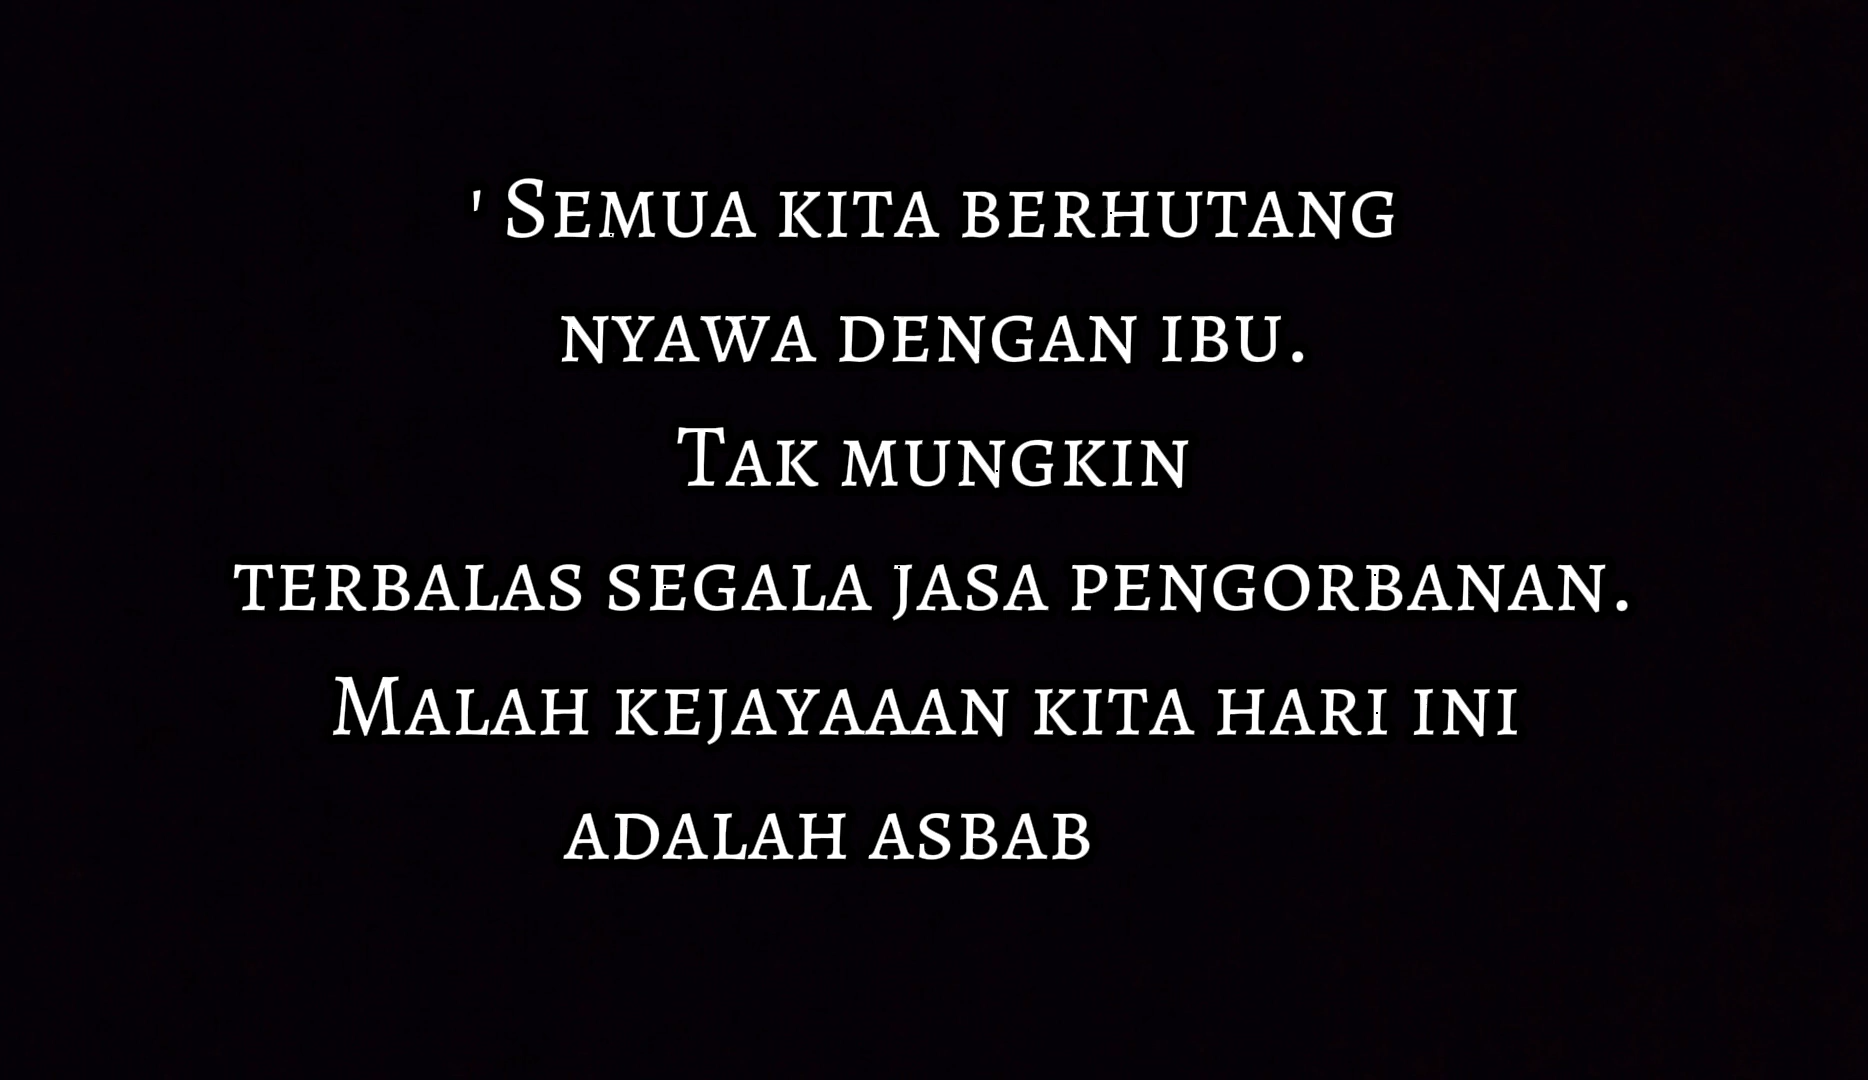 ' Semua kita berhutang
nyawa dengan ibu.
Tak mungkin
terbalas segala jasa pengorbanan.
Malah kejayaaan kita hari ini
adalah asbab